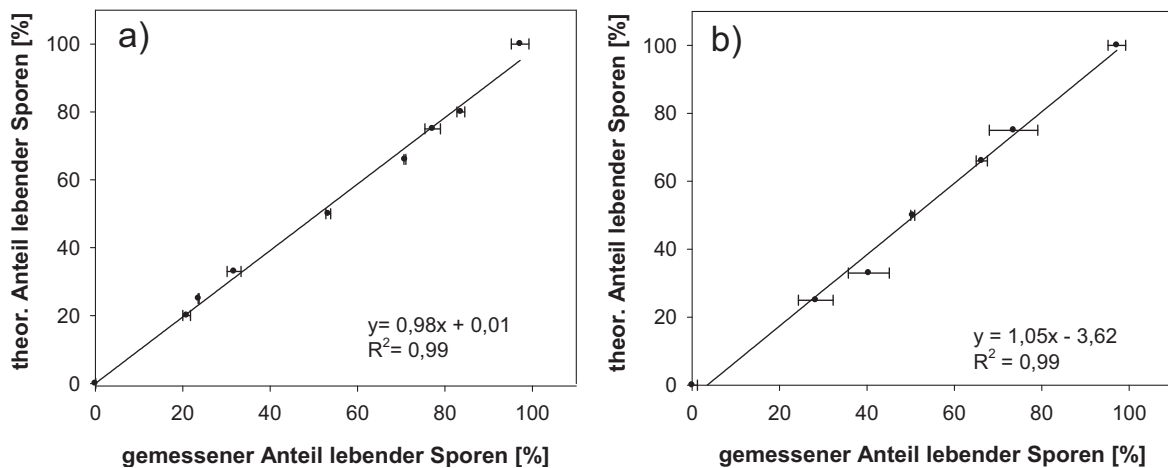 a)
theor. Anteil lebender Sporen [%]
100
80
60
40
20
0
y= 0,98x + 0,01
R²= 0,99
0 20 40 60 80 100
gemessener Anteil lebender Sporen [%]
b)
theor. Anteil lebender Sporen [%]
100
80
60
40
20
0
y = 1,05x - 3,62
R² = 0,99
0 20 40 60 80 100
gemessener Anteil lebender Sporen [%]